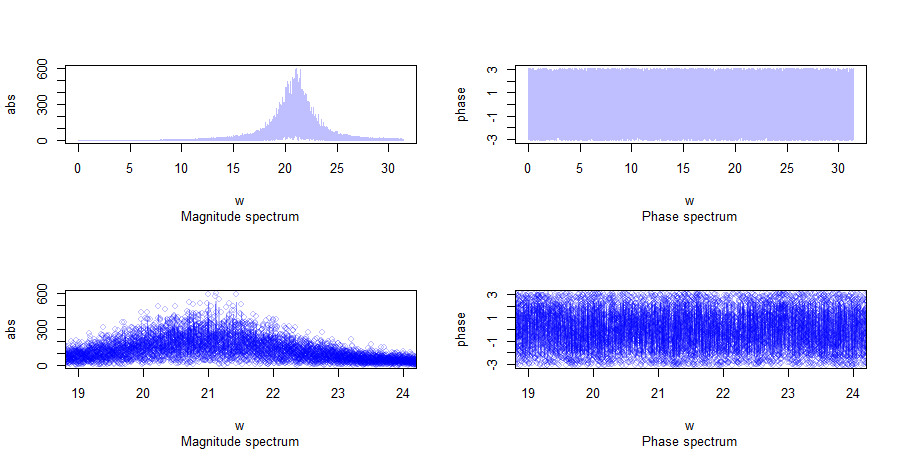 abs
600
300
0
0 5 10 15 20 25 30
w
Magnitude spectrum
phase
3
1
-1
-3
0 5 10 15 20 25 30
w
Phase spectrum
abs
600
300
0
19 20 21 22 23 24
w
Magnitude spectrum
phase
3
1
-1
-3
19 20 21 22 23 24
w
Phase spectrum